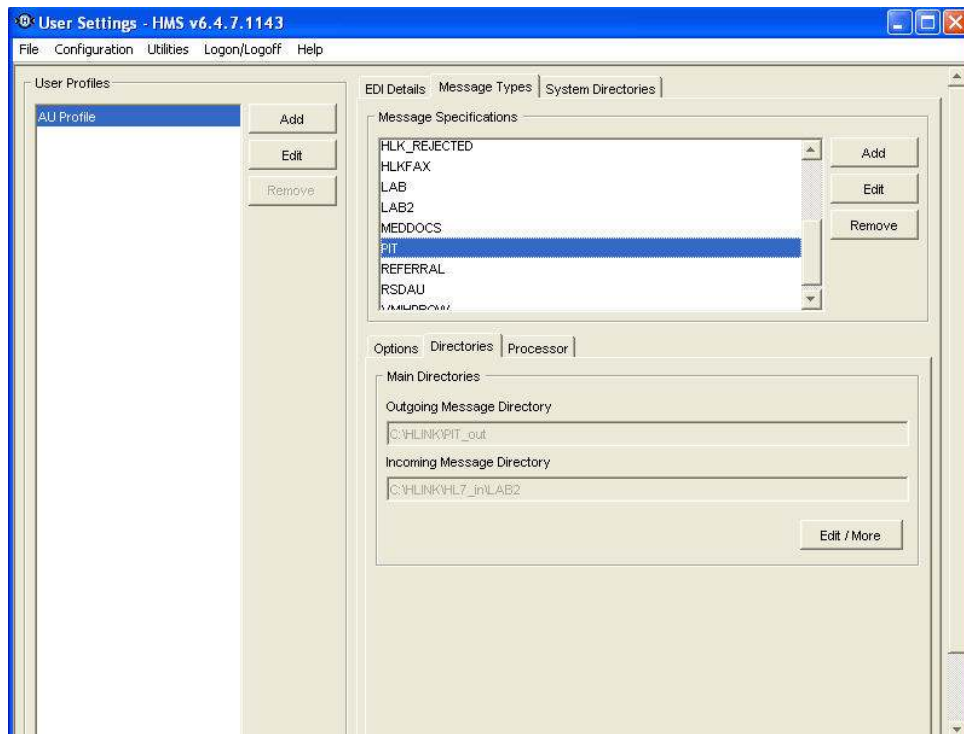 User Settings - HMS v6.4.7.1143
File Configuration Utilities Logon/Logoff Help
User Profiles
AU Profile
Add
Edit
Remove
EDI Details Message Types System Directories
Message Specifications
HLK_REJECTED
HLKFAX
LAB
LAB2
MEDDOCS
PIT
REFERRAL
RSDAU
Add
Edit
Remove
Options Directories Processor
Main Directories
Outgoing Message Directory
C:\HLINK\PIT_out
Incoming Message Directory
C:\HLINK\HL7_in\LAB2
Edit / More